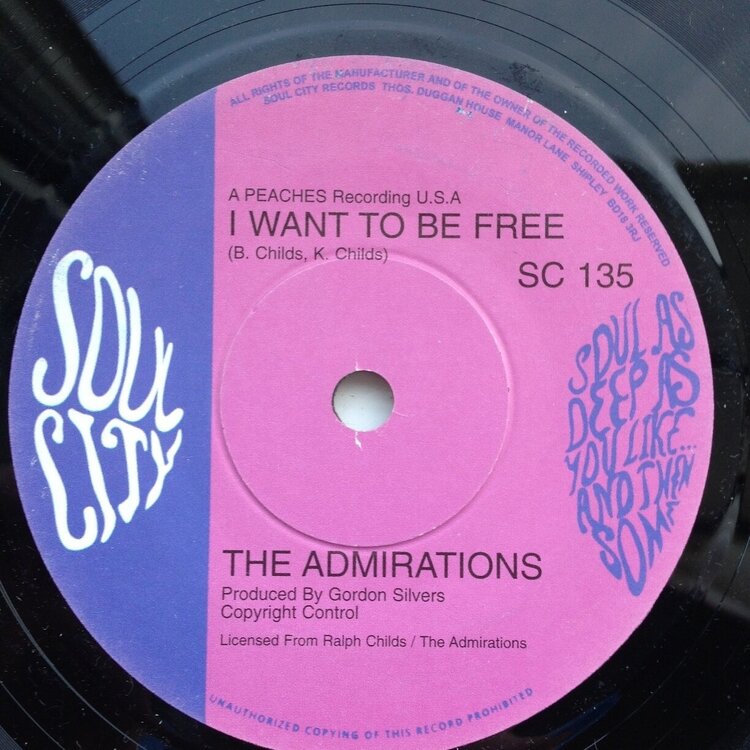 ALL RIGHTS OF THE MANUFACTURER AND OF THE OWNER OF THE RECORDED WORK RESERVED
SOUL CITY RECORDS THOS. DUGGAN HOUSE MANOR LANE SHIPLEY BD18 3RJ
A PEACHES Recording U.S.A
I WANT TO BE FREE
(B. Childs, K. Childs)
SC 135
SOUL
CITY
SOUL AS
DEEP AS
YOU LIKE...
AND THEN
SOME
THE ADMIRATIONS
Produced By Gordon Silvers
Copyright Control
Licensed From Ralph Childs / The Admirations
UNAUTHORIZED COPYING OF THIS RECORD PROHIBITED